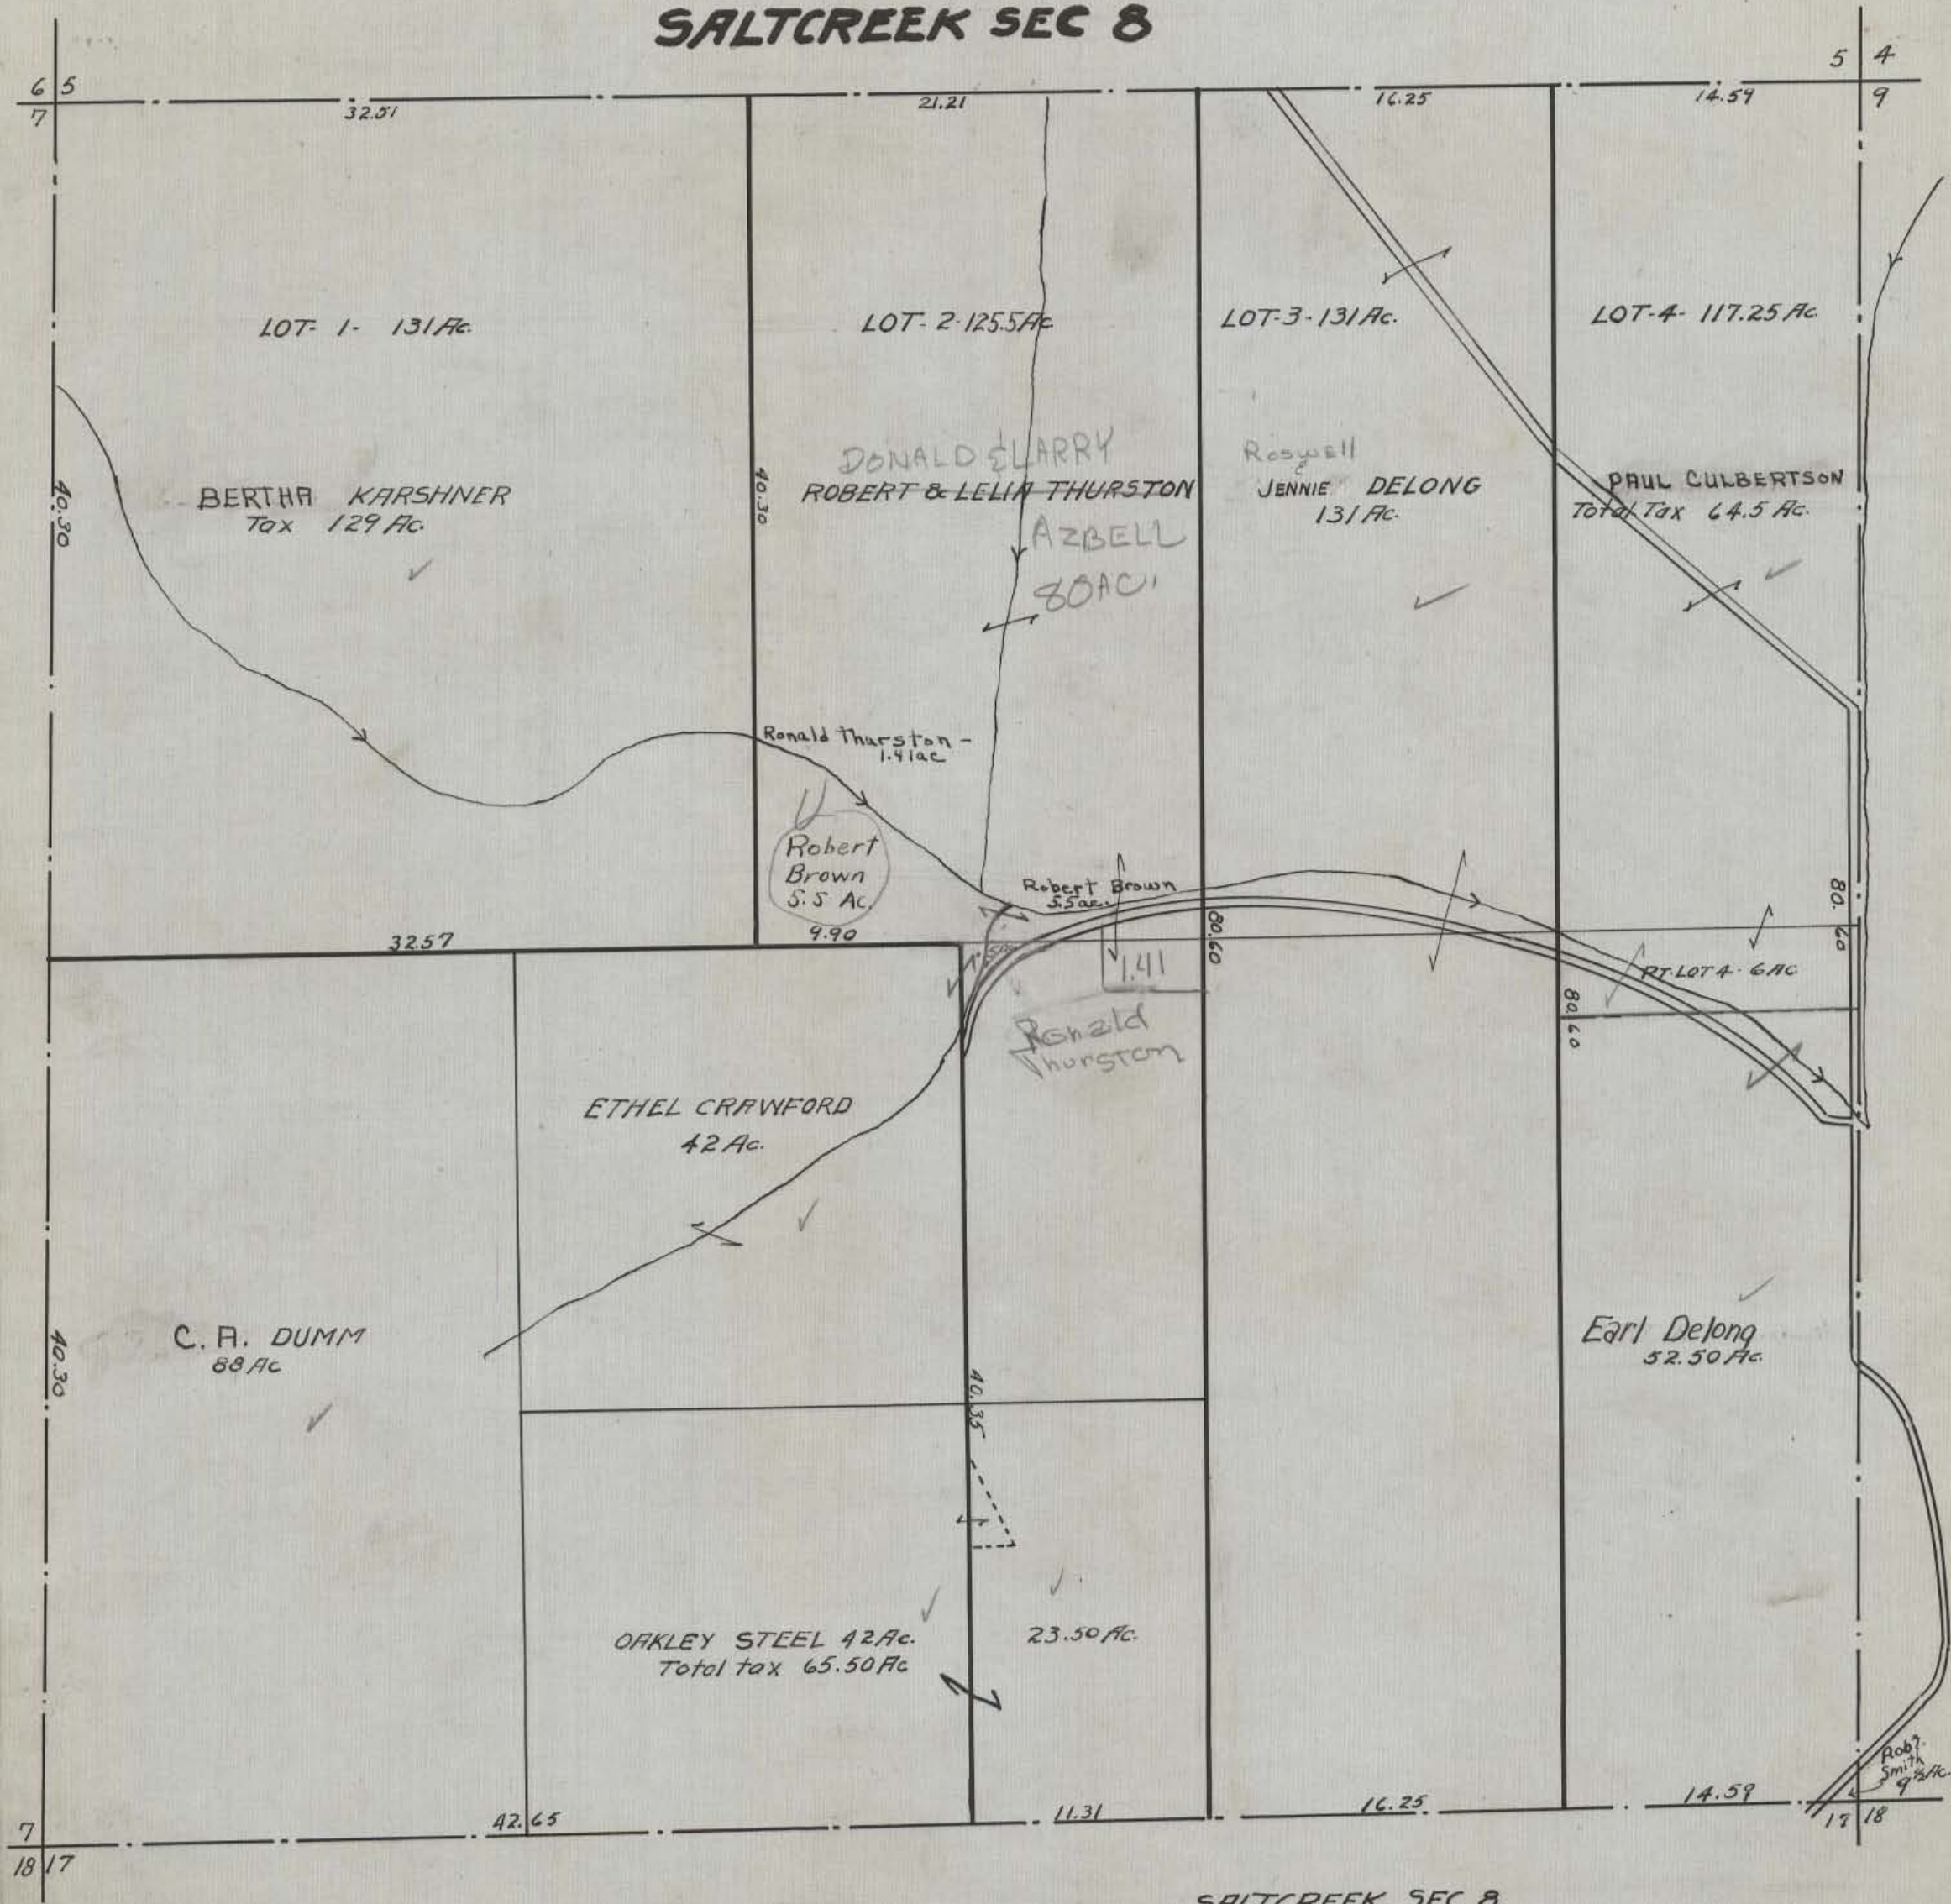 SALTCREEK SEC 8
6 5
7
5 4
9
32.51
21.21
16.25
14.59
LOT- 1- 131 Ac.
LOT- 2-125.5 Ac
LOT-3-131 Ac.
LOT-4- 117.25 Ac.
40.30
BERTHA KARSHNER
Tax 129 Ac.
40.30
DONALD & LARRY
ROBERT & LELIA THURSTON
AZBELL
80 AC.
Roswell
&
JENNIE DELONG
131 Ac.
PAUL CULBERTSON
Total Tax 64.5 Ac.
Ronald Thurston -
1.41ac
Robert
Brown
5.5 Ac.
Robert Brown
5.5ac.
80.60
80.60
32.57
9.90
1.41
PT. LOT 4 - 6 AC
80.60
Ronald
Thurston
ETHEL CRAWFORD
42 Ac.
C. A. DUMM
88 Ac
40.30
40.35
Earl Delong
52.50 Ac.
OAKLEY STEEL 42 Ac.
Total tax 65.50 Ac
23.50 Ac.
Robt.
Smith
9 1/2 Ac.
42.65
11.31
16.25
14.59
7
18 17
17 18
SALTCREEK SEC 8